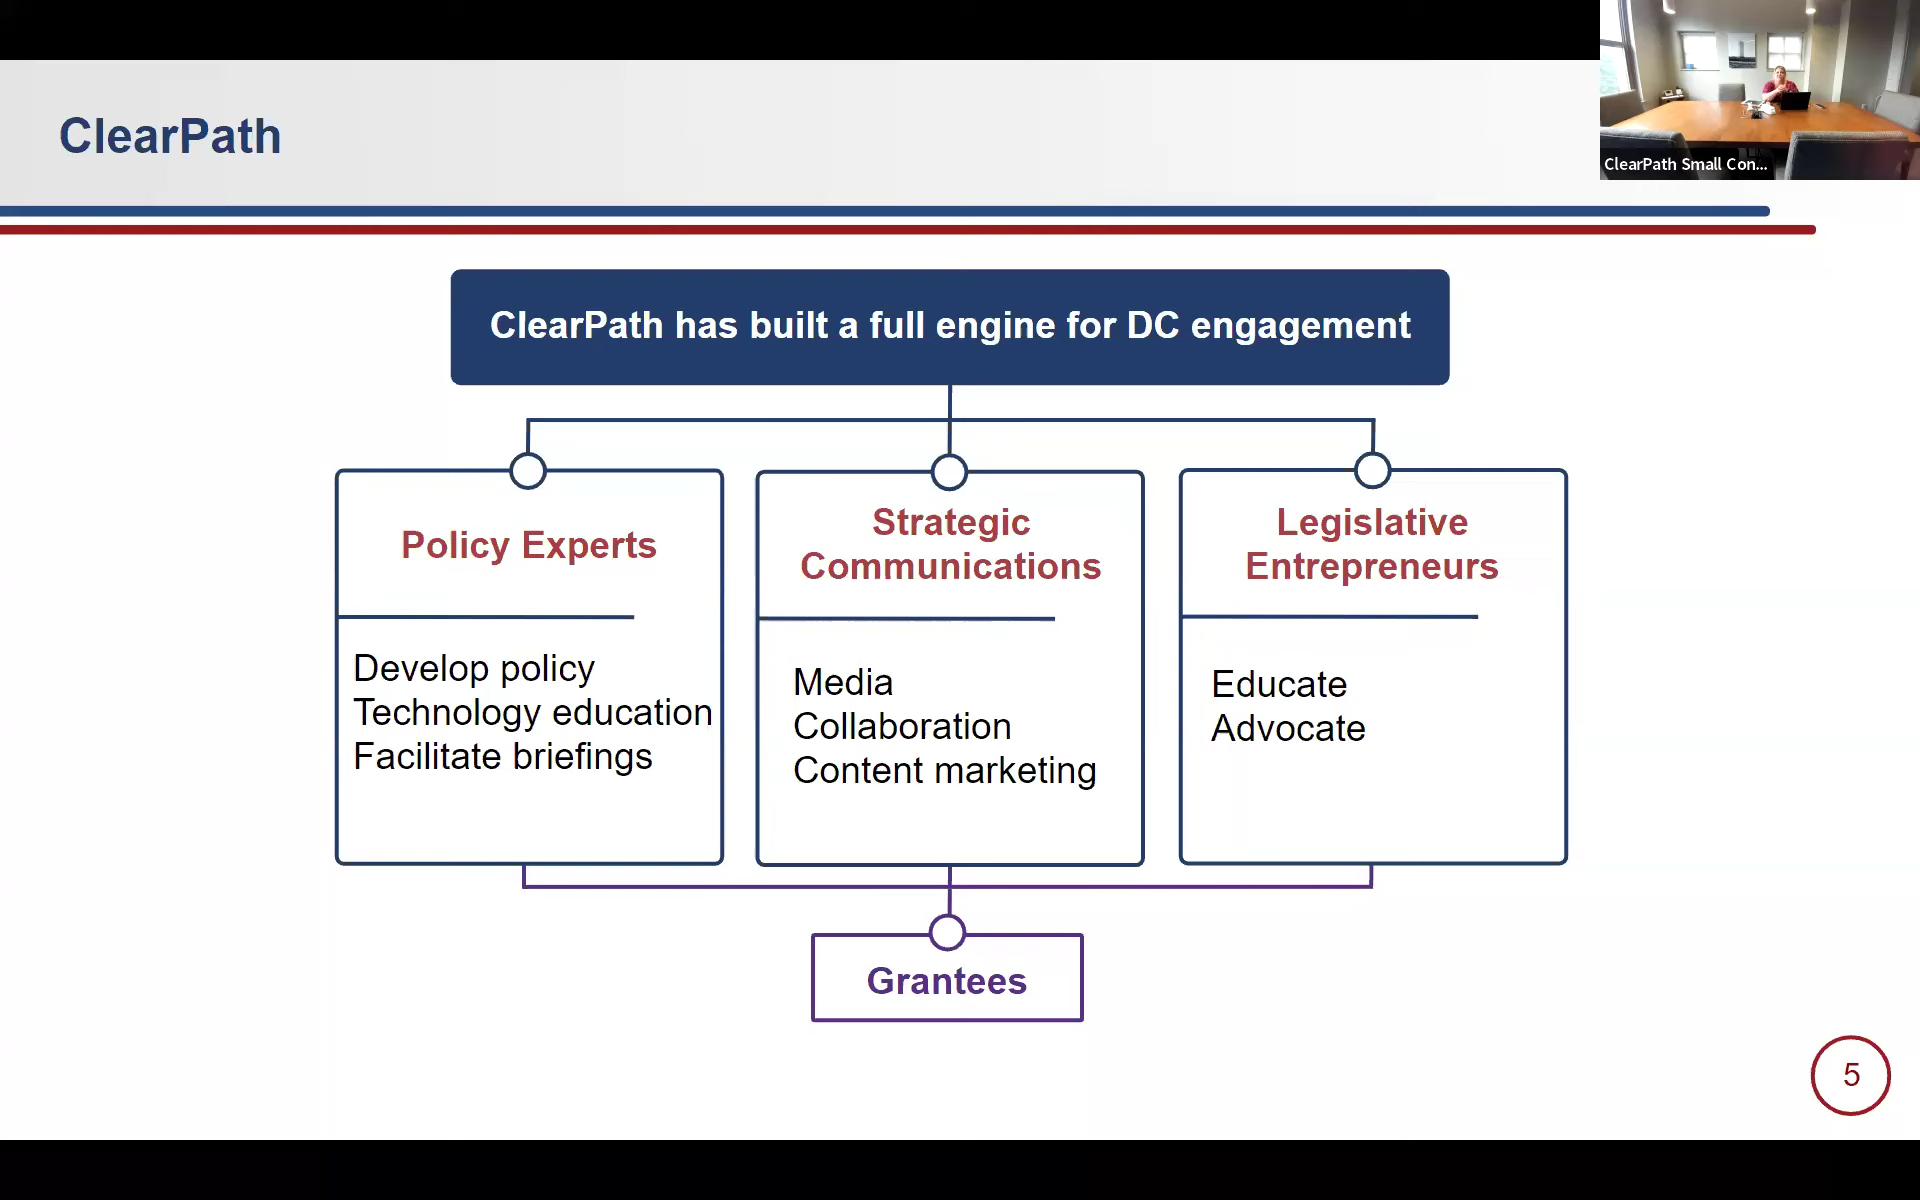 ClearPath
ClearPath Small Con...
ClearPath has built a full engine for DC engagement
Policy Experts
Develop policy
Technology education
Facilitate briefings
Strategic
Communications
Media
Collaboration
Content marketing
Legislative
Entrepreneurs
Educate
Advocate
Grantees
5